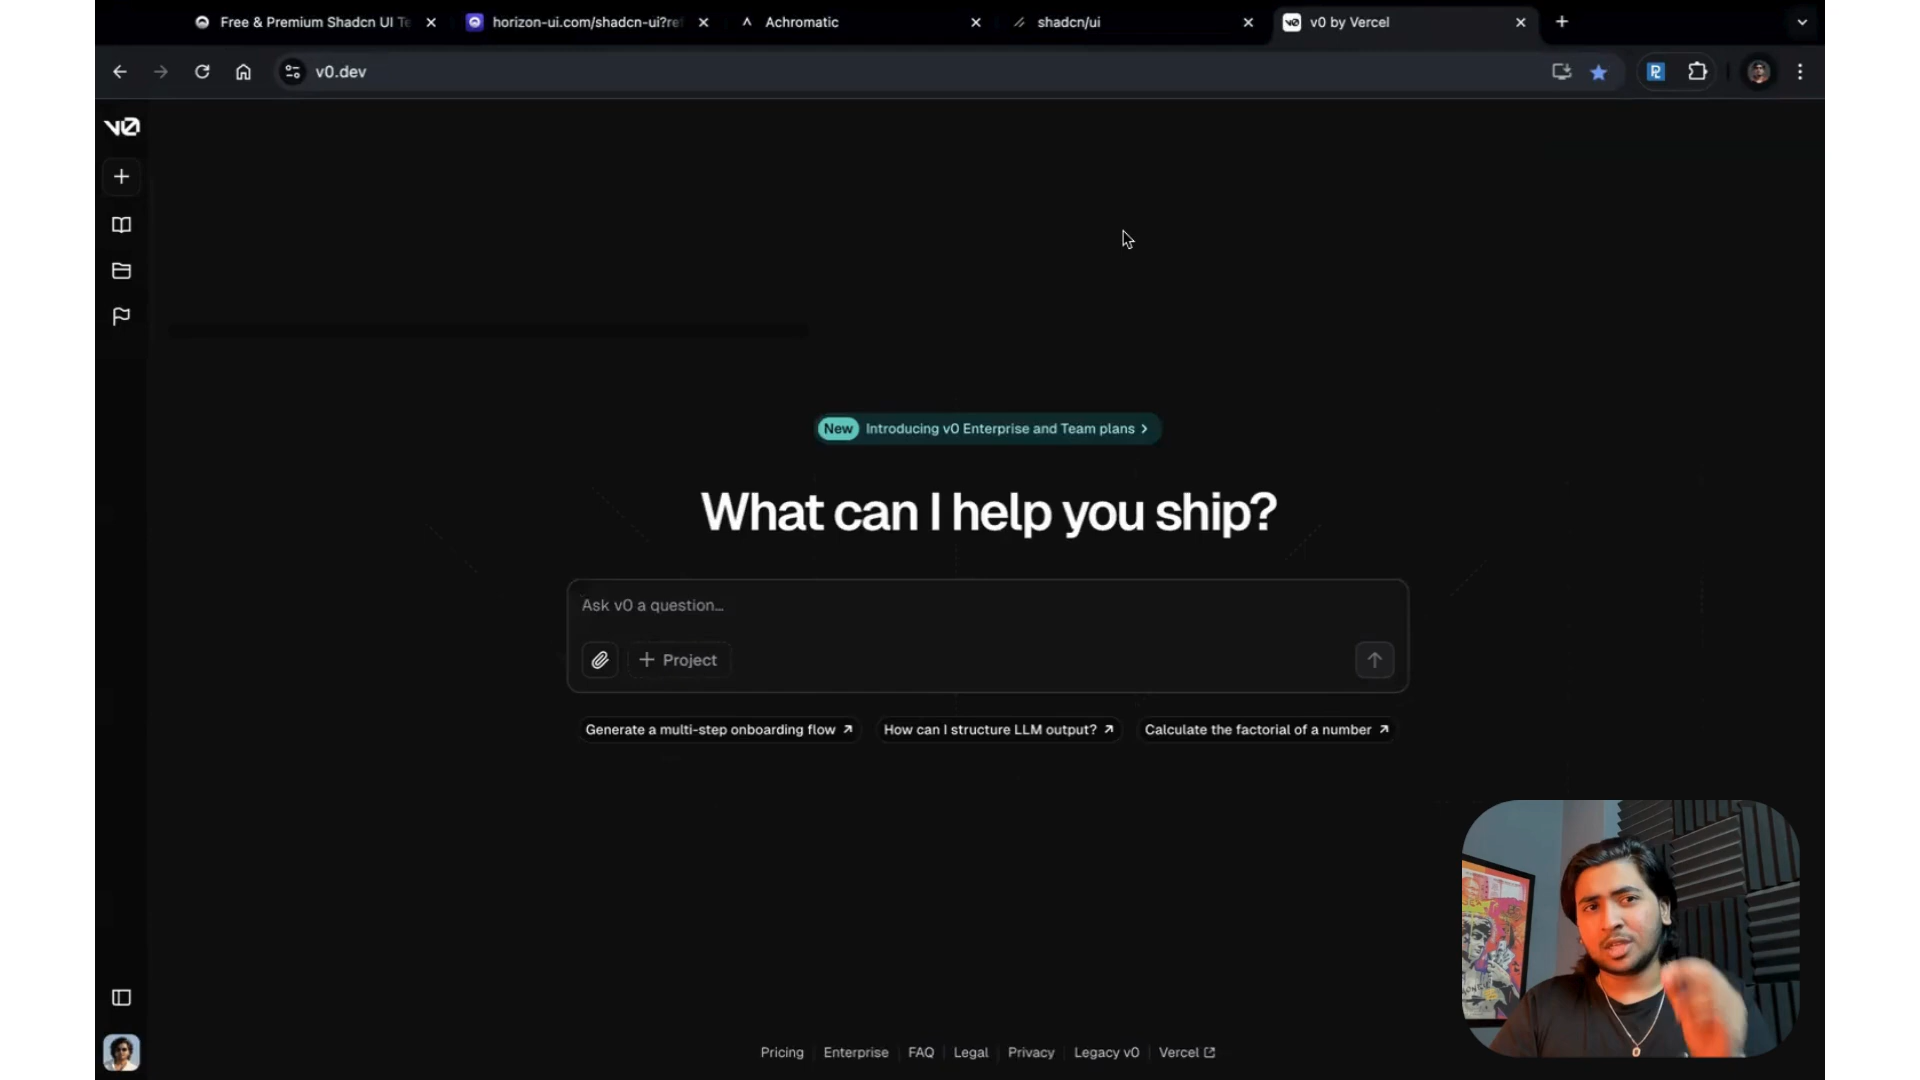 Free & Premium Shadcn UI Te
horizon-ui.com/shadcn-ui?re
Achromatic
shadcn/ui
v0 by Vercel
v0.dev
v0
New Introducing v0 Enterprise and Team plans
What can I help you ship?
Ask v0 a question...
Project
Generate a multi-step onboarding flow
How can I structure LLM output?
Calculate the factorial of a number
Pricing Enterprise FAQ Legal Privacy Legacy v0 Vercel